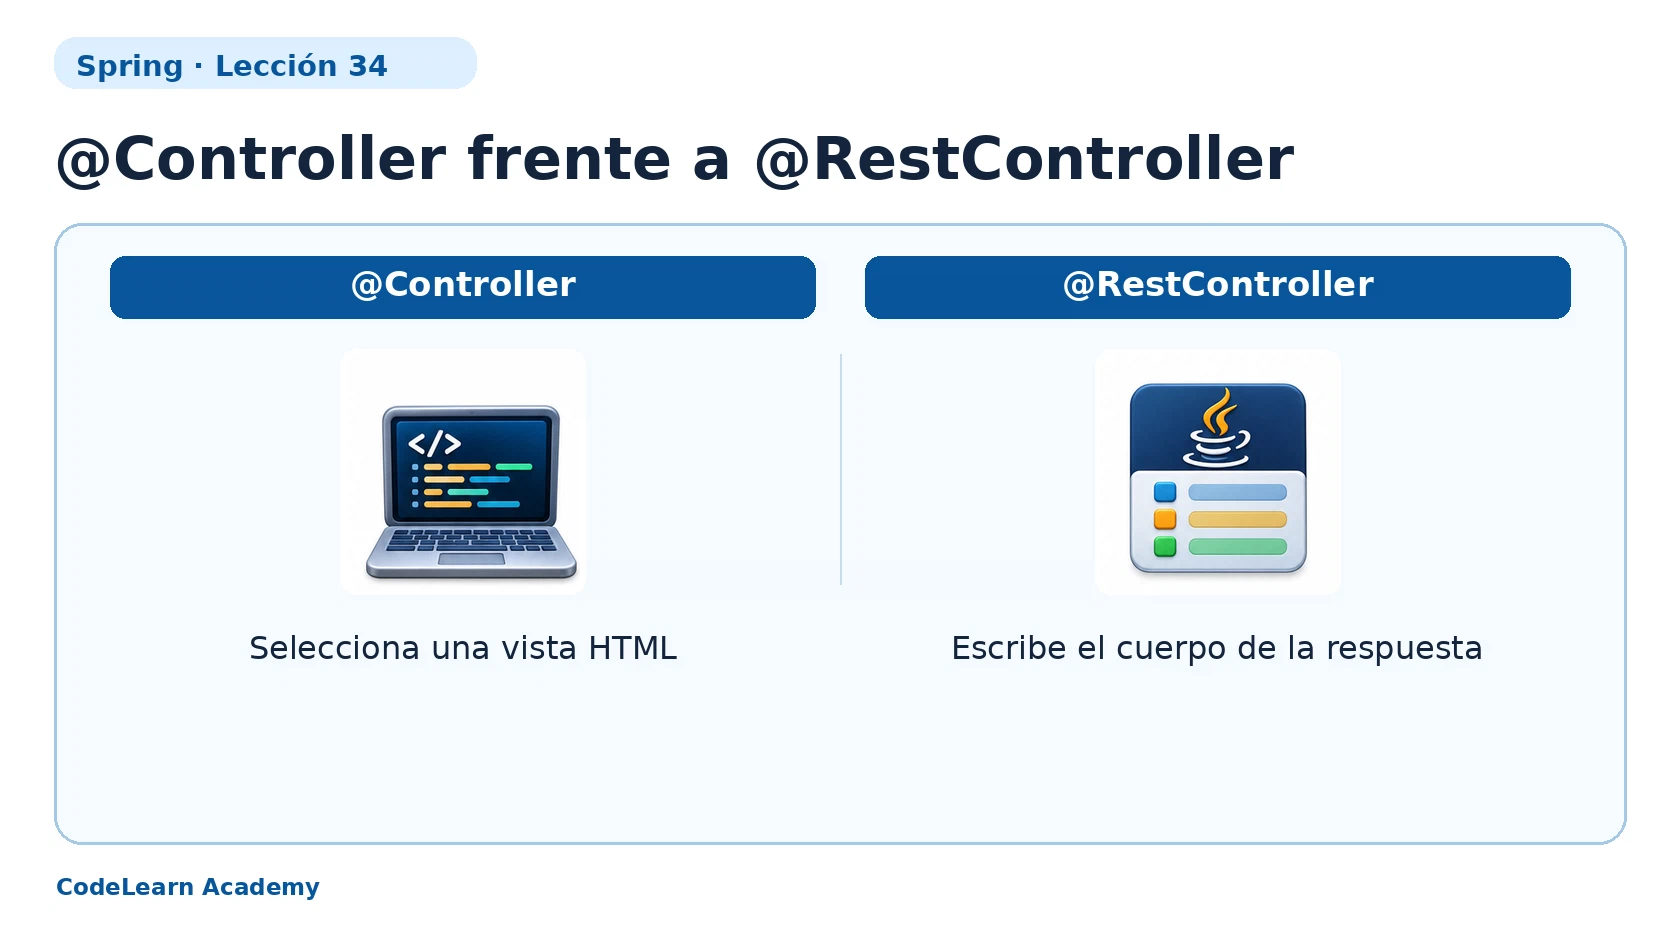 Spring · Lección 34
@Controller frente a @RestController
@Controller
@RestController
</>
Selecciona una vista HTML
Escribe el cuerpo de la respuesta
CodeLearn Academy